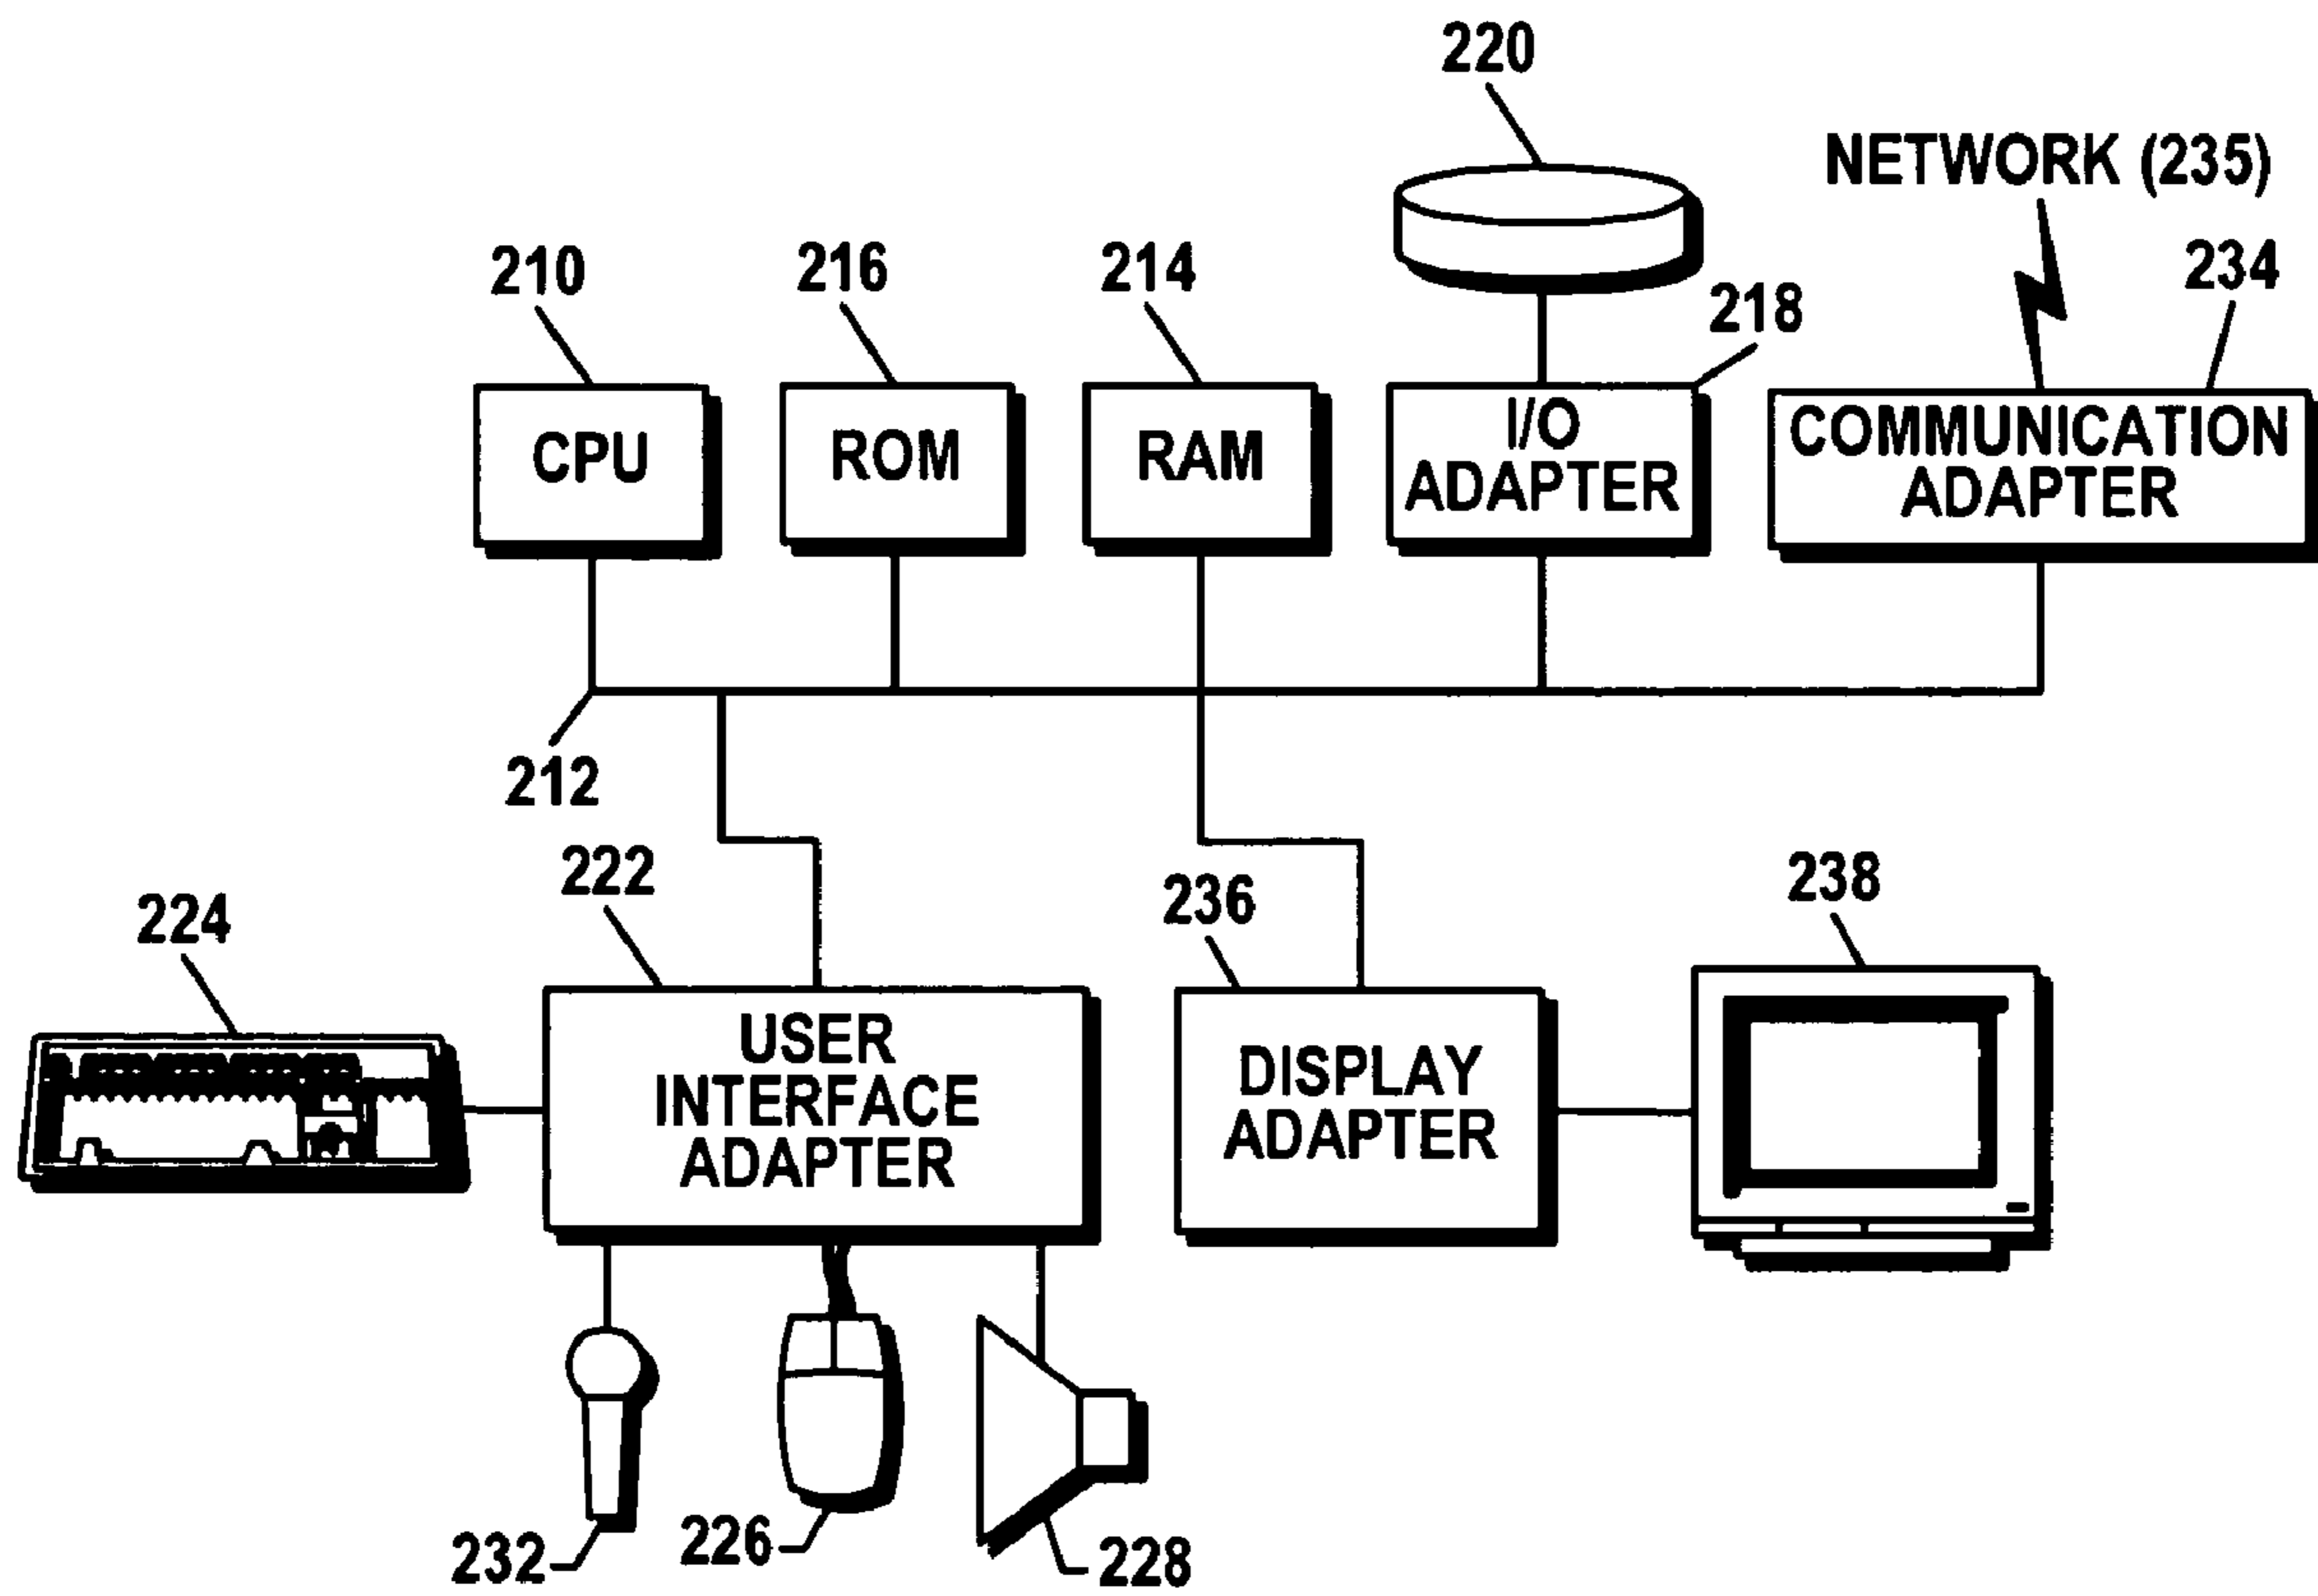 220
NETWORK (235)
210
216
214
218
234
CPU
ROM
RAM
I/O
ADAPTER
COMMUNICATION
ADAPTER
212
222
236
238
224
USER
INTERFACE
ADAPTER
DISPLAY
ADAPTER
232
226
228